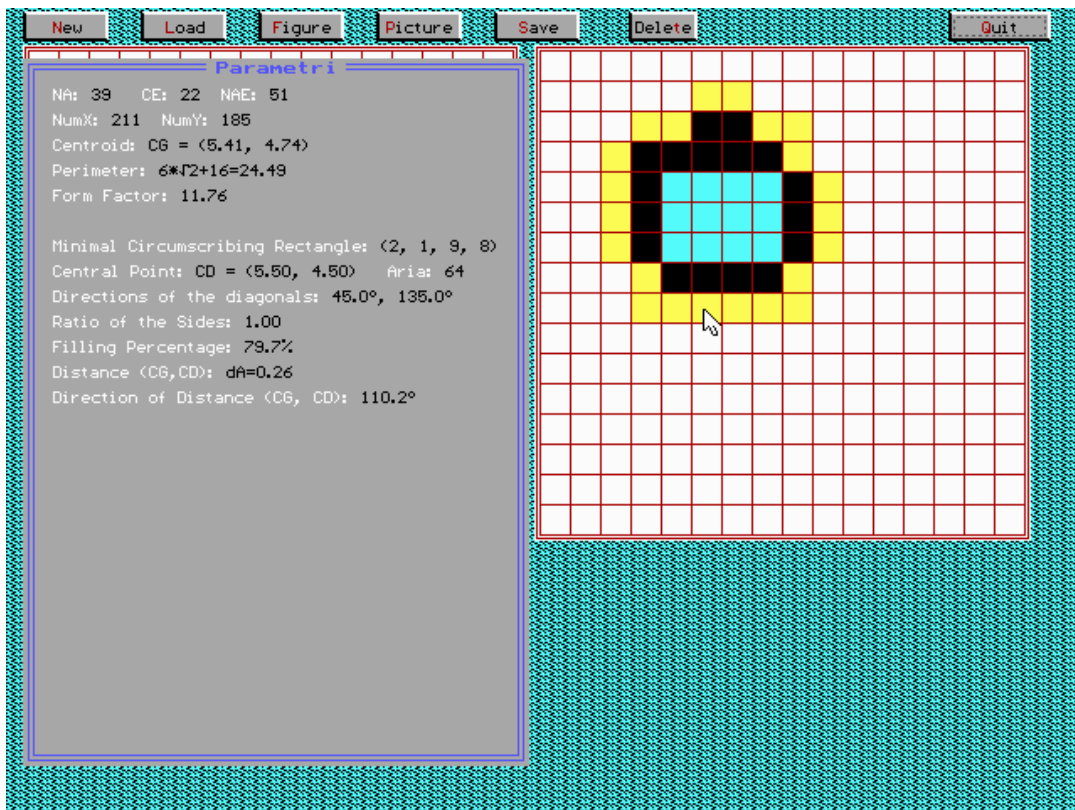 New Load Figure Picture Save Delete Quit
Parametri
NA: 39 CE: 22 NAE: 51
NumX: 211 NumY: 185
Centroid: CG = (5.41, 4.74)
Perimeter: 6*√2+16=24.49
Form Factor: 11.76
Minimal Circumscribing Rectangle: (2, 1, 9, 8)
Central Point: CD = (5.50, 4.50) Aria: 64
Directions of the diagonals: 45.0º, 135.0º
Ratio of the Sides: 1.00
Filling Percentage: 79.7%
Distance (CG,CD): dA=0.26
Direction of Distance (CG, CD): 110.2º